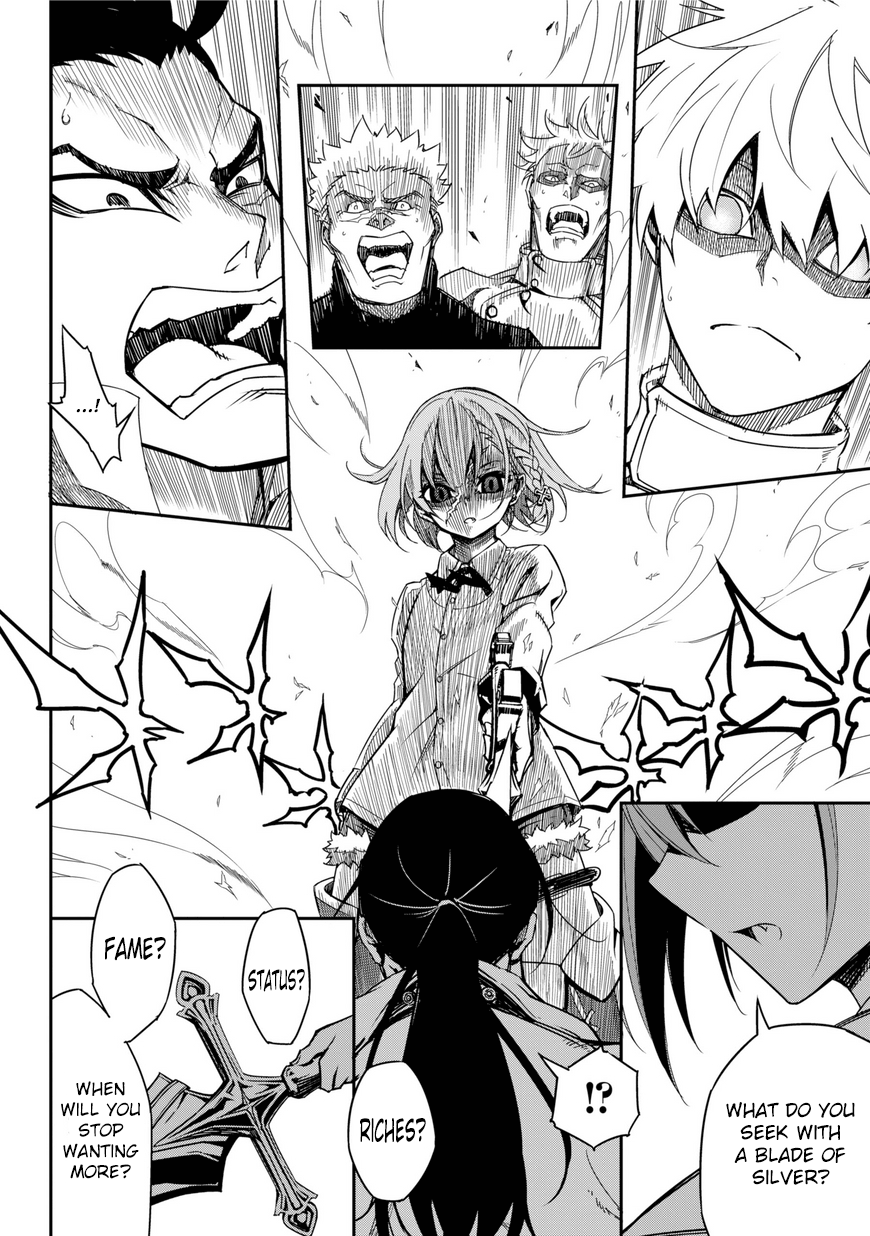 ...!
WHAT DO YOU
SEEK WITH
A BLADE OF
SILVER?
!?
RICHES?
STATUS?
FAME?
WHEN
WILL YOU
STOP
WANTING
MORE?